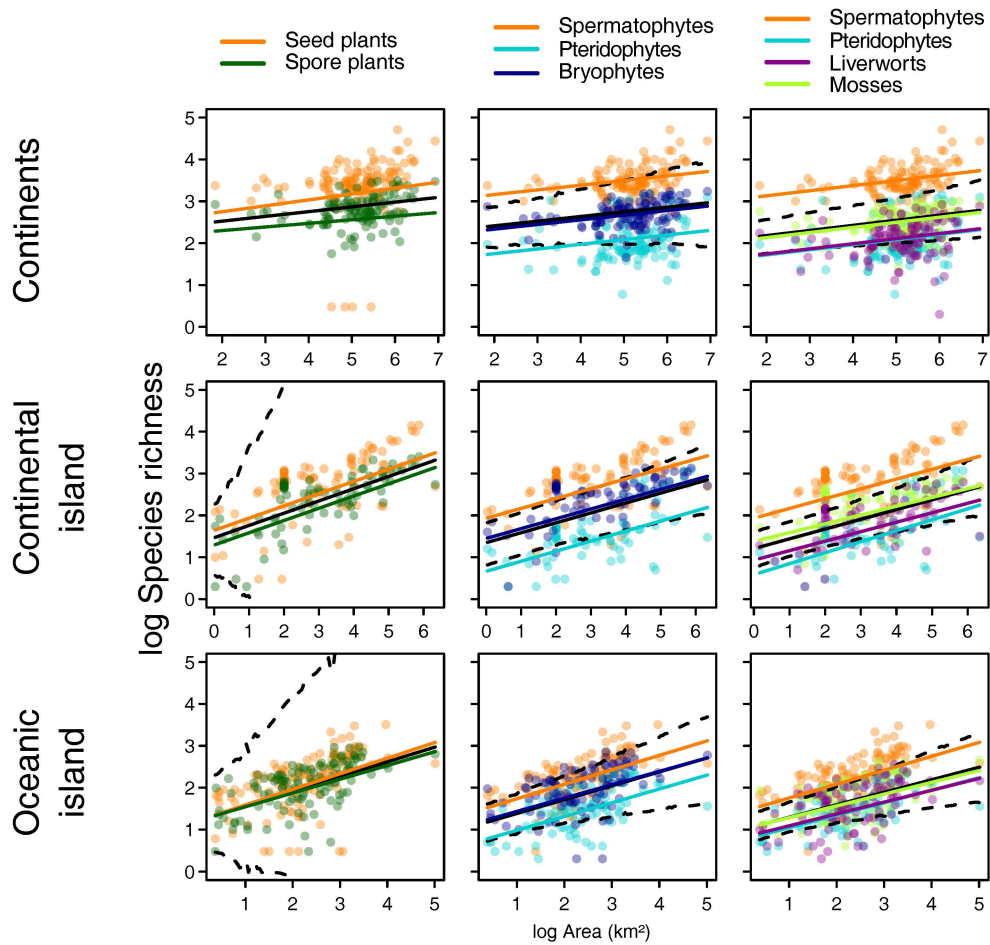 Seed plants
Spore plants
Spermatophytes
Pteridophytes
Bryophytes
Spermatophytes
Pteridophytes
Liverworts
Mosses
Continents
5
4
3
2
1
0
2 3 4 5 6 7
2 3 4 5 6 7
2 3 4 5 6 7
Continental
island
log Species richness
5
4
3
2
1
0
0 1 2 3 4 5 6
0 1 2 3 4 5 6
0 1 2 3 4 5 6
Oceanic
island
5
4
3
2
1
0
1 2 3 4 5
1 2 3 4 5
1 2 3 4 5
log Area (km²)